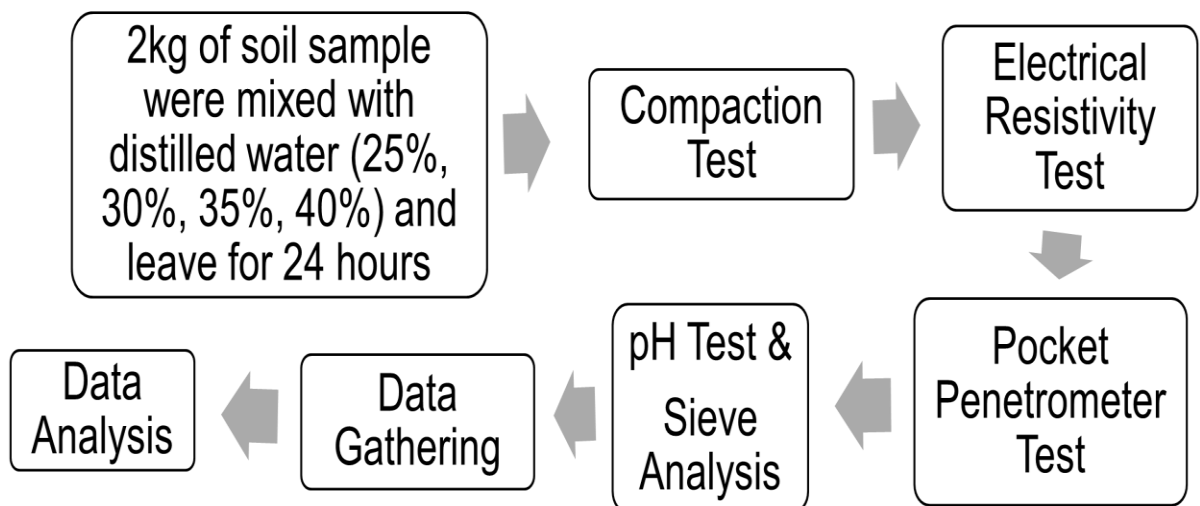 2kg of soil sample
were mixed with
distilled water (25%,
30%, 35%, 40%) and
leave for 24 hours
Compaction
Test
Electrical
Resistivity
Test
Pocket
Penetrometer
Test
pH Test &
Sieve
Analysis
Data
Gathering
Data
Analysis